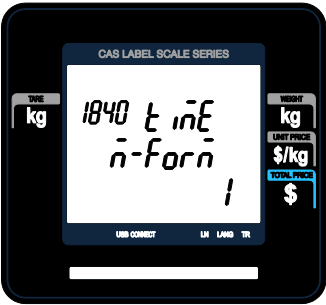 CAS LABEL SCALE SERIES
TARE
kg
WEIGHT
kg
UNIT PRICE
$/kg
TOTAL PRICE
$
1840 tinE
n-Forn
1
USB CONNECT LN LANG TR